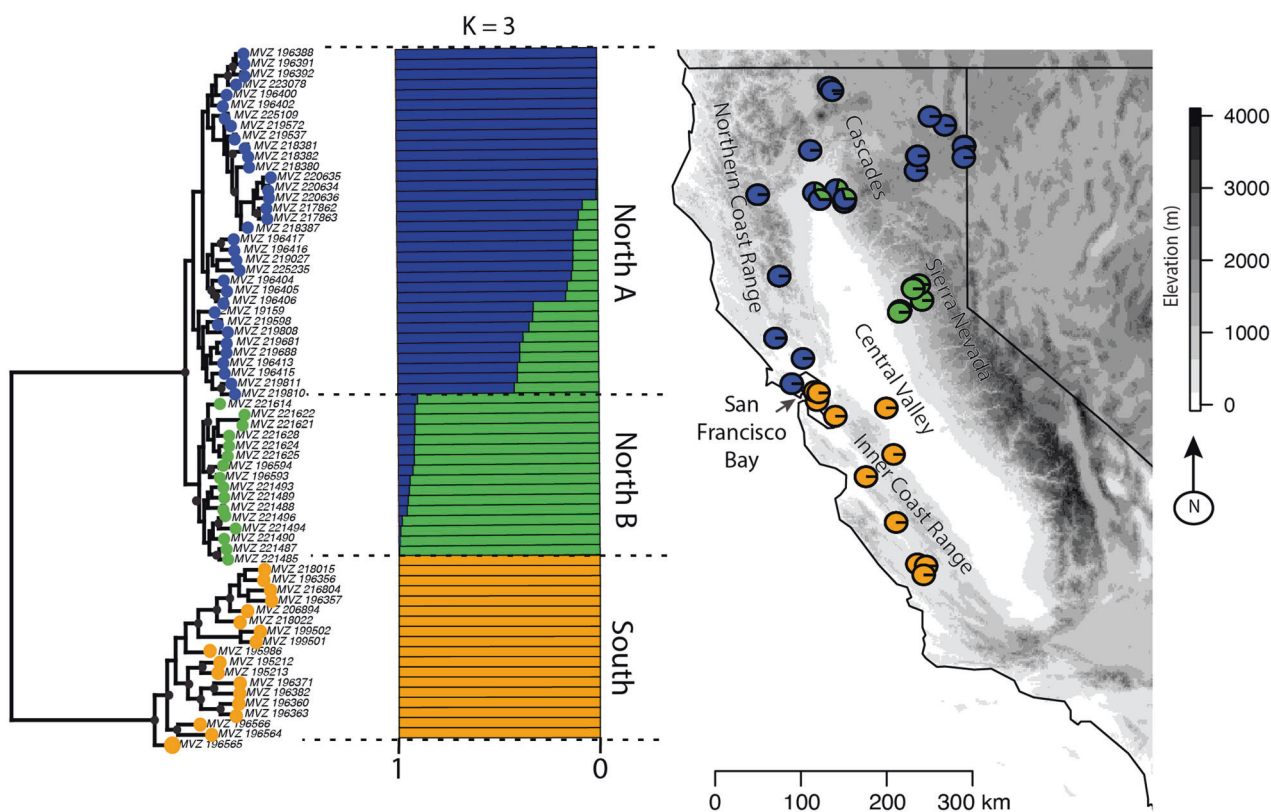 K = 3
MVZ 196388
MVZ 196391
MVZ 196392
MVZ 223078
MVZ 196400
MVZ 196402
MVZ 225109
MVZ 219572
MVZ 219537
MVZ 218381
MVZ 218382
MVZ 218380
MVZ 220635
MVZ 220634
MVZ 220636
MVZ 217862
MVZ 217863
MVZ 218387
MVZ 196417
MVZ 196416
MVZ 219027
MVZ 225235
MVZ 196404
MVZ 196405
MVZ 196406
MVZ 19159
MVZ 219598
MVZ 219808
MVZ 219681
MVZ 219688
MVZ 196413
MVZ 196415
MVZ 219811
MVZ 219810
MVZ 221614
MVZ 221622
MVZ 221621
MVZ 221628
MVZ 221624
MVZ 221625
MVZ 196594
MVZ 196593
MVZ 221493
MVZ 221489
MVZ 221488
MVZ 221496
MVZ 221494
MVZ 221490
MVZ 221487
MVZ 221485
MVZ 218015
MVZ 196356
MVZ 216804
MVZ 196357
MVZ 206894
MVZ 218022
MVZ 199502
MVZ 199501
MVZ 195986
MVZ 195212
MVZ 195213
MVZ 196371
MVZ 196382
MVZ 196360
MVZ 196363
MVZ 196566
MVZ 196564
MVZ 196565
North A
North B
South
1
0
Northern Coast Range
Cascades
Sierra Nevada
Central Valley
San
Francisco
Bay
Inner Coast Range
0
100
200
300 km
Elevation (m)
4000
3000
2000
1000
0
N